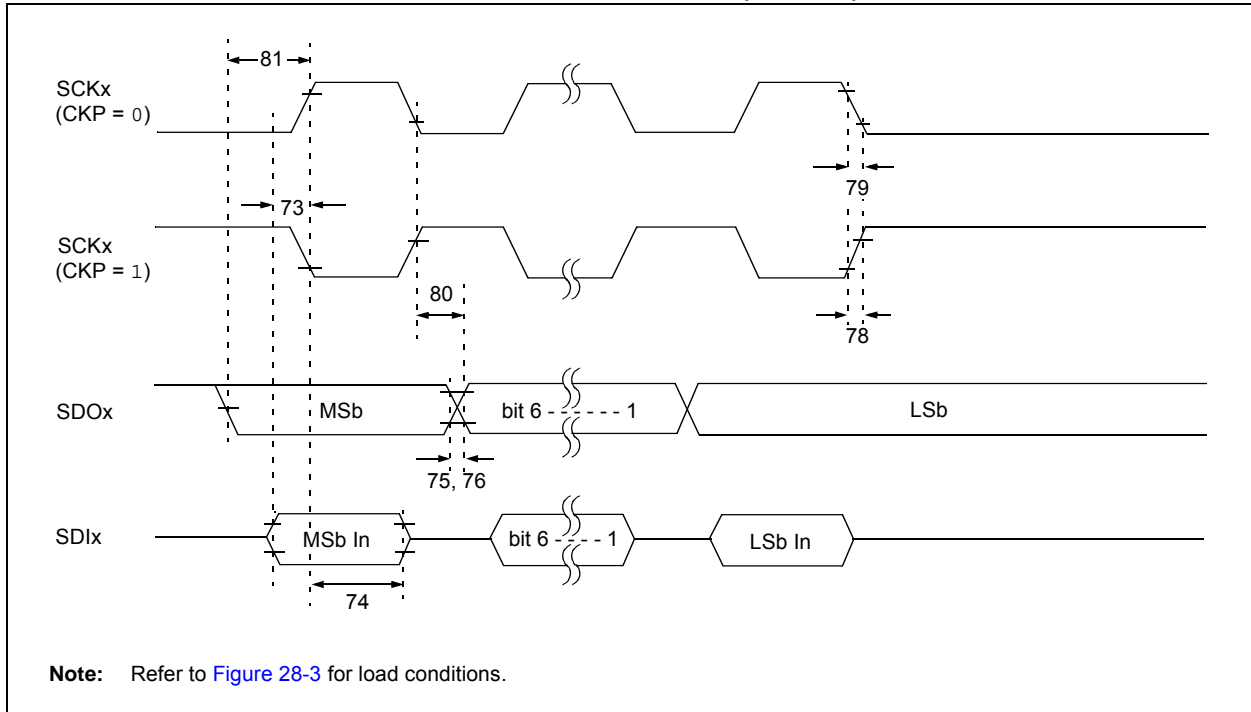 81
SCKx
(CKP = 0)
79
73
SCKx
(CKP = 1)
80
78
SDOx
MSb
bit 6 - - - - - - 1
LSb
75, 76
SDIx
MSb In
bit 6 - - - - 1
LSb In
74
Note: Refer to Figure 28-3 for load conditions.